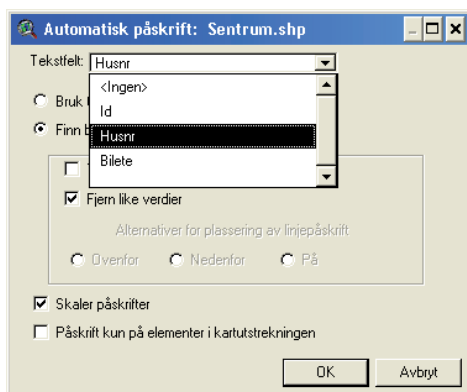 Automatisk påskrift: Sentrum.shp
Tekstfelt: Husnr
<Ingen>
Bruk
Id
Finn
Husnr
Bilete
Fjern like verdier
Alternativer for plassering av linjepåskrift
Ovenfor Nedenfor På
Skaler påskrifter
Påskrift kun på elementer i kartutstrekningen
OK Avbryt